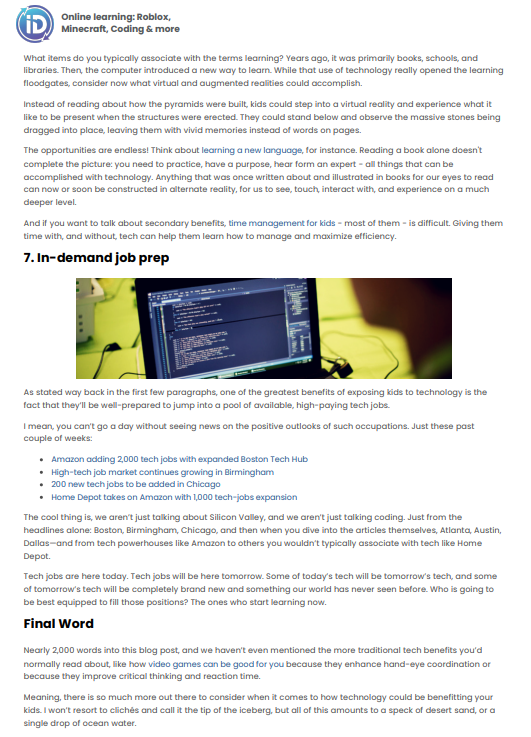 iD
Online learning: Roblox,
Minecraft, Coding & more
What items do you typically associate with the terms learning? Years ago, it was primarily books, schools, and
libraries. Then, the computer introduced a new way to learn. While that use of technology really opened the learning
floodgates, consider now what virtual and augmented realities could accomplish.
Instead of reading about how the pyramids were built, kids could step into a virtual reality and experience what it
like to be present when the structures were erected. They could stand below and observe the massive stones being
dragged into place, leaving them with vivid memories instead of words on pages.
The opportunities are endless! Think about learning a new language, for instance. Reading a book alone doesn't
complete the picture: you need to practice, have a purpose, hear form an expert - all things that can be
accomplished with technology. Anything that was once written about and illustrated in books for our eyes to read
can now or soon be constructed in alternate reality, for us to see, touch, interact with, and experience on a much
deeper level.
And if you want to talk about secondary benefits, time management for kids - most of them - is difficult. Giving them
time with, and without, tech can help them learn how to manage and maximize efficiency.
7. In-demand job prep
As stated way back in the first few paragraphs, one of the greatest benefits of exposing kids to technology is the
fact that they'll be well-prepared to jump into a pool of available, high-paying tech jobs.
I mean, you can't go a day without seeing news on the positive outlooks of such occupations. Just these past
couple of weeks:
• Amazon adding 2,000 tech jobs with expanded Boston Tech Hub
• High-tech job market continues growing in Birmingham
• 200 new tech jobs to be added in Chicago
• Home Depot takes on Amazon with 1,000 tech-jobs expansion
The cool thing is, we aren't just talking about Silicon Valley, and we aren't just talking coding. Just from the
headlines alone: Boston, Birmingham, Chicago, and then when you dive into the articles themselves, Atlanta, Austin,
Dallas—and from tech powerhouses like Amazon to others you wouldn't typically associate with tech like Home
Depot.
Tech jobs are here today. Tech jobs will be here tomorrow. Some of today's tech will be tomorrow's tech, and some
of tomorrow's tech will be completely brand new and something our world has never seen before. Who is going to
be best equipped to fill those positions? The ones who start learning now.
Final Word
Nearly 2,000 words into this blog post, and we haven't even mentioned the more traditional tech benefits you'd
normally read about, like how video games can be good for you because they enhance hand-eye coordination or
because they improve critical thinking and reaction time.
Meaning, there is so much more out there to consider when it comes to how technology could be benefitting your
kids. I won't resort to clichés and call it the tip of the iceberg, but all of this amounts to a speck of desert sand, or a
single drop of ocean water.